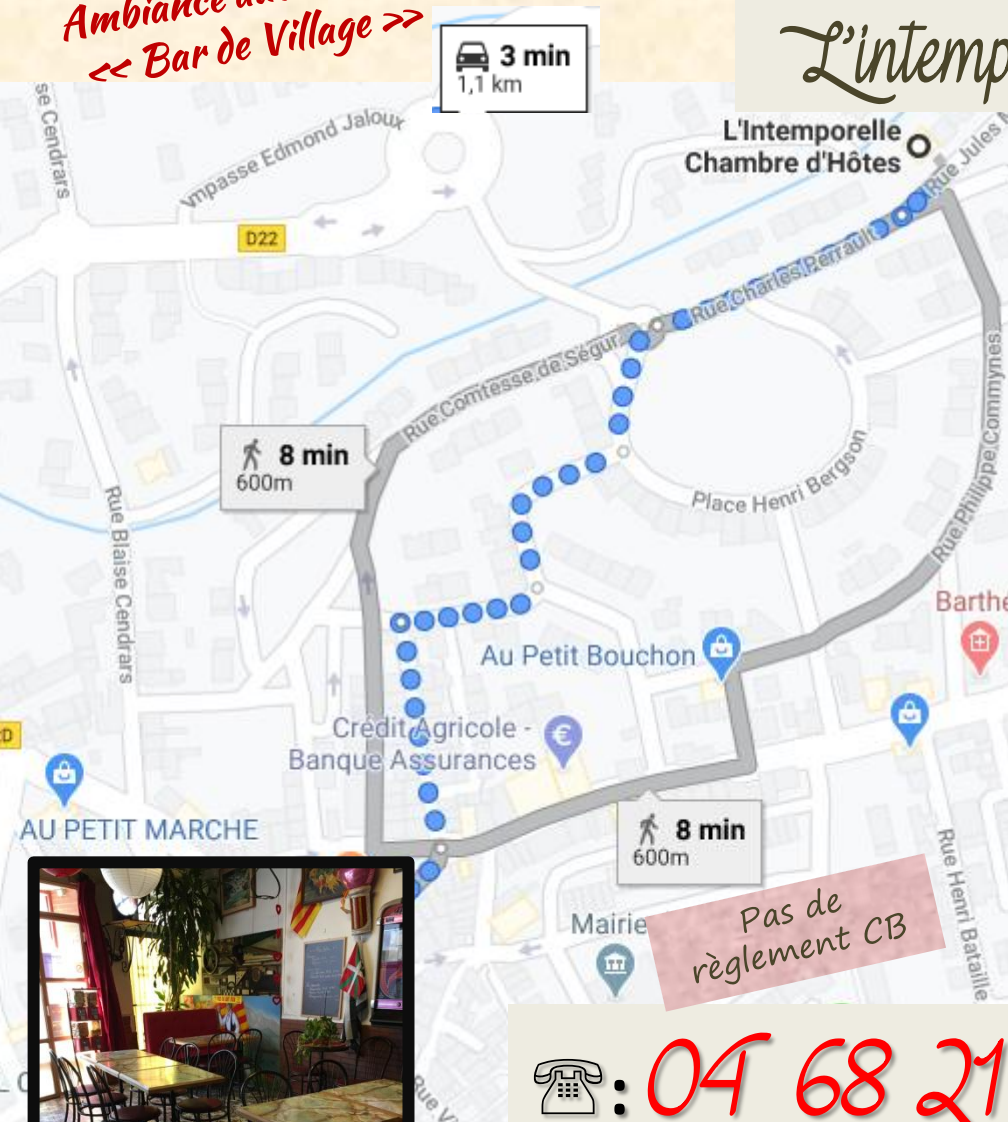 Ambiance
<< Bar de Village >>
3 min
1,1 km
L'intemp
L'Intemporelle
Chambre d'Hôtes
se Cendrars
Impasse Edmond Jaloux
D22
Rue Jules
Rue Charles Perrault
Rue Comtesse de Ségur
8 min
600m
Place Henri Bergson
Rue Philippe Commynes
Rue Blaise Cendrars
Barthe
Au Petit Bouchon
Crédit Agricole -
Banque Assurances
D
AU PETIT MARCHE
8 min
600m
Rue Henri Bataille
Mairie
Pas de
règlement CB
Rue V
: 04 68 21